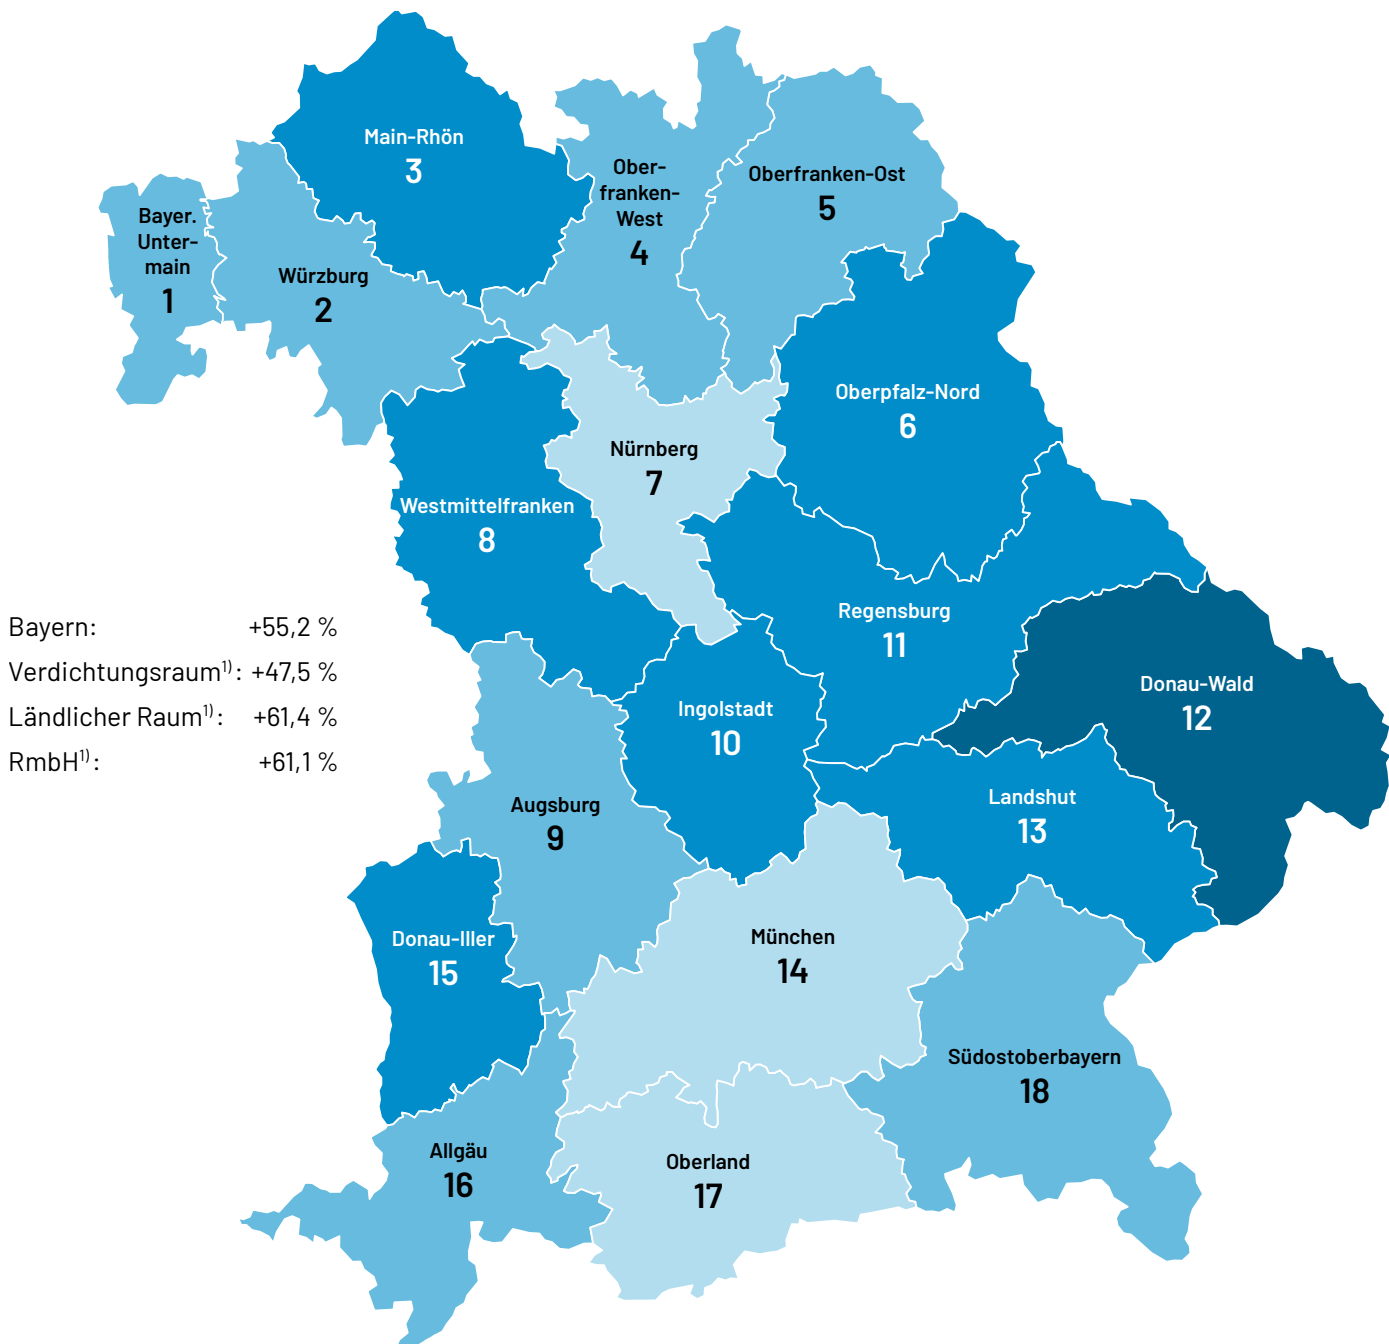 Main-Rhön
3
Ober-
franken-
West
4
Oberfranken-Ost
5
Bayer.
Unter-
main
1
Würzburg
2
Oberpfalz-Nord
6
Nürnberg
7
Westmittelfranken
8
Regensburg
11
Bayern: +55,2 %
Verdichtungsraum¹⁾: +47,5 %
Ländlicher Raum¹⁾: +61,4 %
RmbH¹⁾: +61,1 %
Donau-Wald
12
Ingolstadt
10
Augsburg
9
Landshut
13
Donau-Iller
15
München
14
Südostoberbayern
18
Allgäu
16
Oberland
17